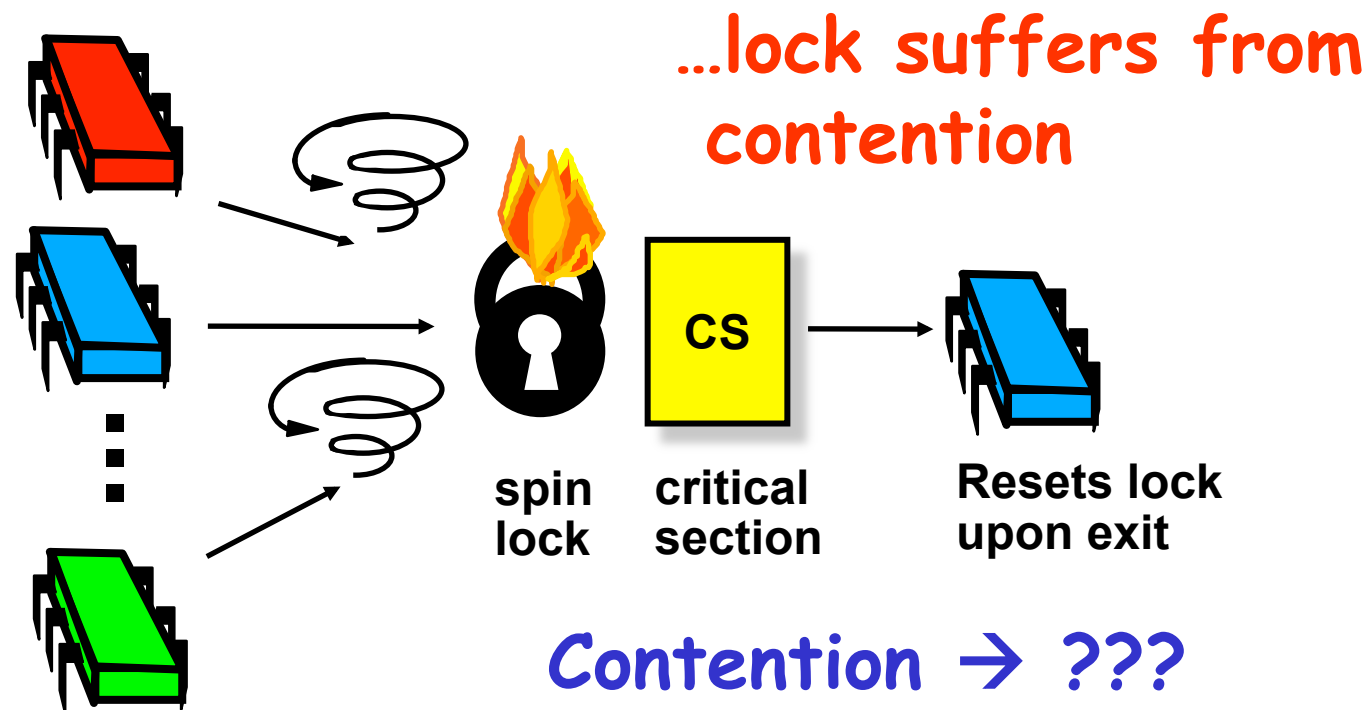 …lock suffers from
contention
CS
spin
lock
critical
section
Resets lock
upon exit
Contention → ???